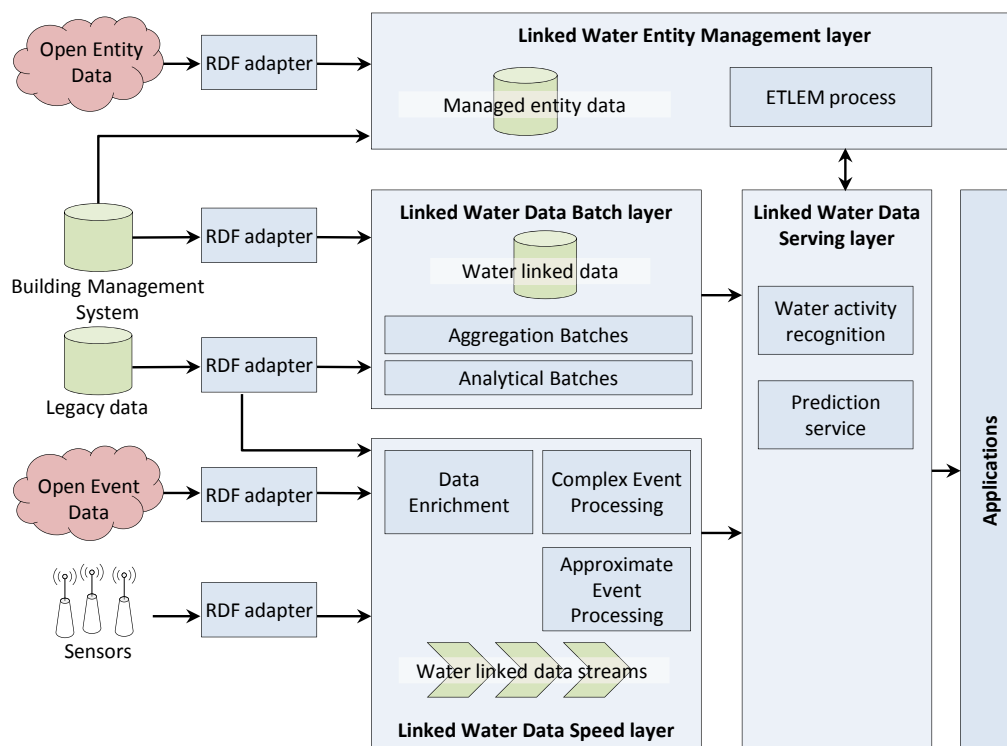 Open Entity
Data
RDF adapter
Linked Water Entity Management layer
Managed entity data
ETLEM process
Building Management
System
RDF adapter
Linked Water Data Batch layer
Water linked data
Aggregation Batches
Analytical Batches
Legacy data
RDF adapter
Linked Water Data
Serving layer
Water activity
recognition
Prediction
service
Open Event
Data
RDF adapter
Data
Enrichment
Complex Event
Processing
Approximate
Event
Processing
Sensors
RDF adapter
Water linked data streams
Linked Water Data Speed layer
Applications